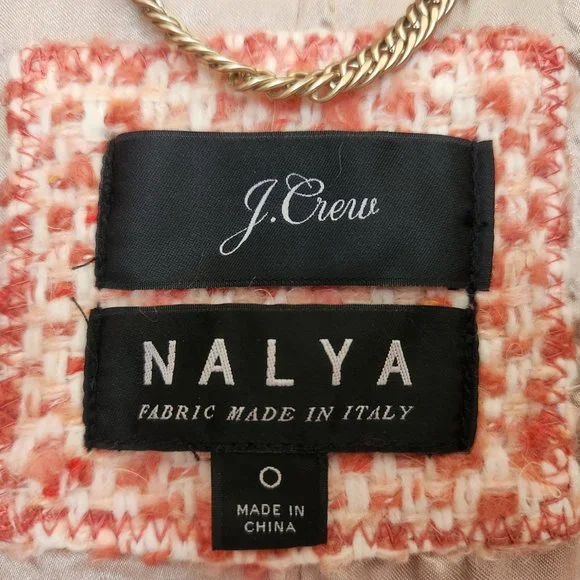 J.Crew
NALYA
FABRIC MADE IN ITALY
0
MADE IN
CHINA